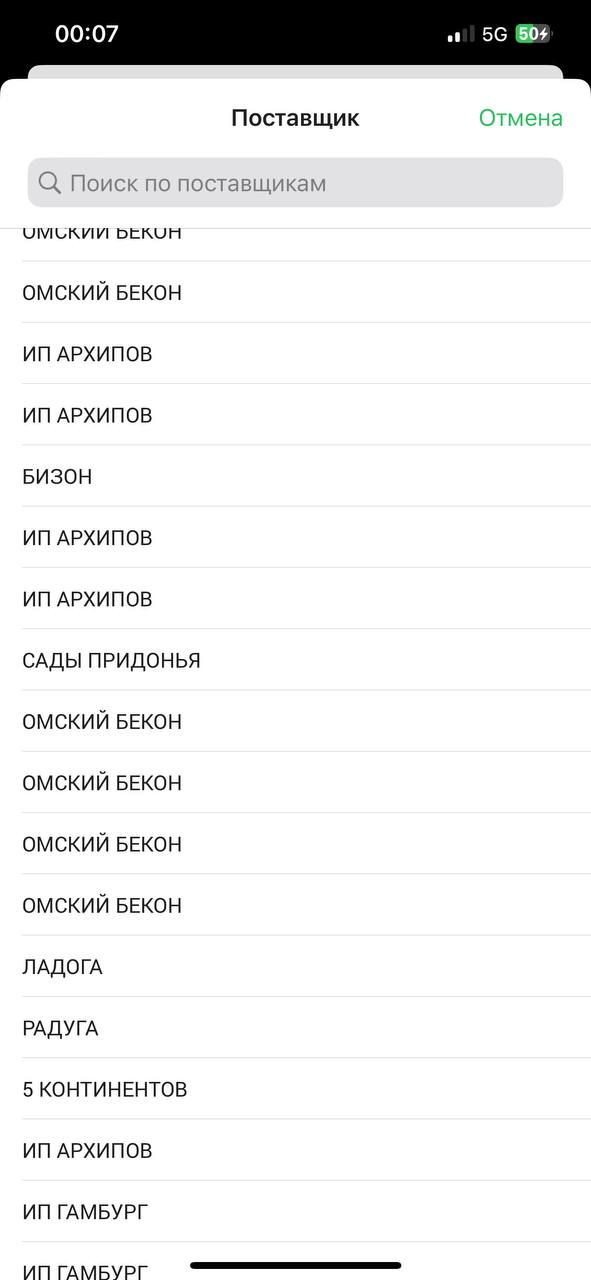 00:07
5G 50
Поставщик
Отмена
Поиск по поставщикам
ОМСКИЙ БЕКОН
ОМСКИЙ БЕКОН
ИП АРХИПОВ
ИП АРХИПОВ
БИЗОН
ИП АРХИПОВ
ИП АРХИПОВ
САДЫ ПРИДОНЬЯ
ОМСКИЙ БЕКОН
ОМСКИЙ БЕКОН
ОМСКИЙ БЕКОН
ОМСКИЙ БЕКОН
ЛАДОГА
РАДУГА
5 КОНТИНЕНТОВ
ИП АРХИПОВ
ИП ГАМБУРГ
ИП ГАМБУРГ